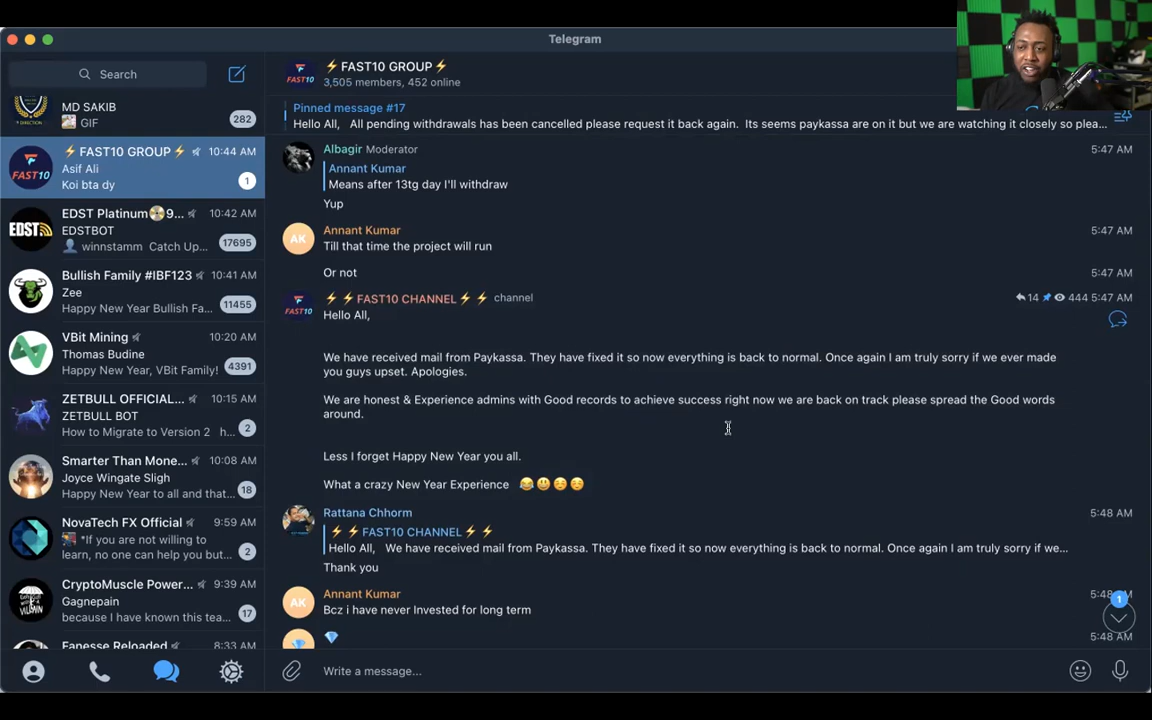 Telegram
Search
MD SAKIB
GIF
282
⚡FAST10 GROUP⚡ 10:44 AM
Asif Ali
Koi bta dy
1
EDST Platinum📀9... 10:42 AM
EDSTBOT
winnstamm Catch Up...
17695
Bullish Family #IBF123 10:41 AM
Zee
Happy New Year Bullish Fa...
11455
VBit Mining 10:20 AM
Thomas Budine
Happy New Year, VBit Family!
4391
ZETBULL OFFICIAL... 10:15 AM
ZETBULL BOT
How to Migrate to Version 2 h...
2
Smarter Than Mone... 10:08 AM
Joyce Wingate Sligh
Happy New Year to all and that...
18
NovaTech FX Official 9:59 AM
*If you are not willing to
learn, no one can help you but...
2
CryptoMuscle Power... 9:39 AM
Gagnepain
because I have known this tea...
17
Fanesse Reloaded 8:33 AM
⚡FAST10 GROUP⚡
3,505 members, 452 online
Pinned message #17
Hello All, All pending withdrawals has been cancelled please request it back again. Its seems paykassa are on it but we are watching it closely so plea...
Albagir Moderator 5:47 AM
Annant Kumar
Means after 13tg day I'll withdraw
Yup
Annant Kumar 5:47 AM
Till that time the project will run
Or not 5:47 AM
⚡⚡FAST10 CHANNEL⚡⚡ channel 14 444 5:47 AM
Hello All,
We have received mail from Paykassa. They have fixed it so now everything is back to normal. Once again I am truly sorry if we ever made
you guys upset. Apologies.
We are honest & Experience admins with Good records to achieve success right now we are back on track please spread the Good words
around.
Less I forget Happy New Year you all.
What a crazy New Year Experience 😂😃☺️☺️
Rattana Chhorm 5:48 AM
⚡⚡FAST10 CHANNEL⚡⚡
Hello All, We have received mail from Paykassa. They have fixed it so now everything is back to normal. Once again I am truly sorry if we...
Thank you
AK
Annant Kumar 5:48 AM
Bcz i have never Invested for long term
1
💎 5:48 AM
Write a message...